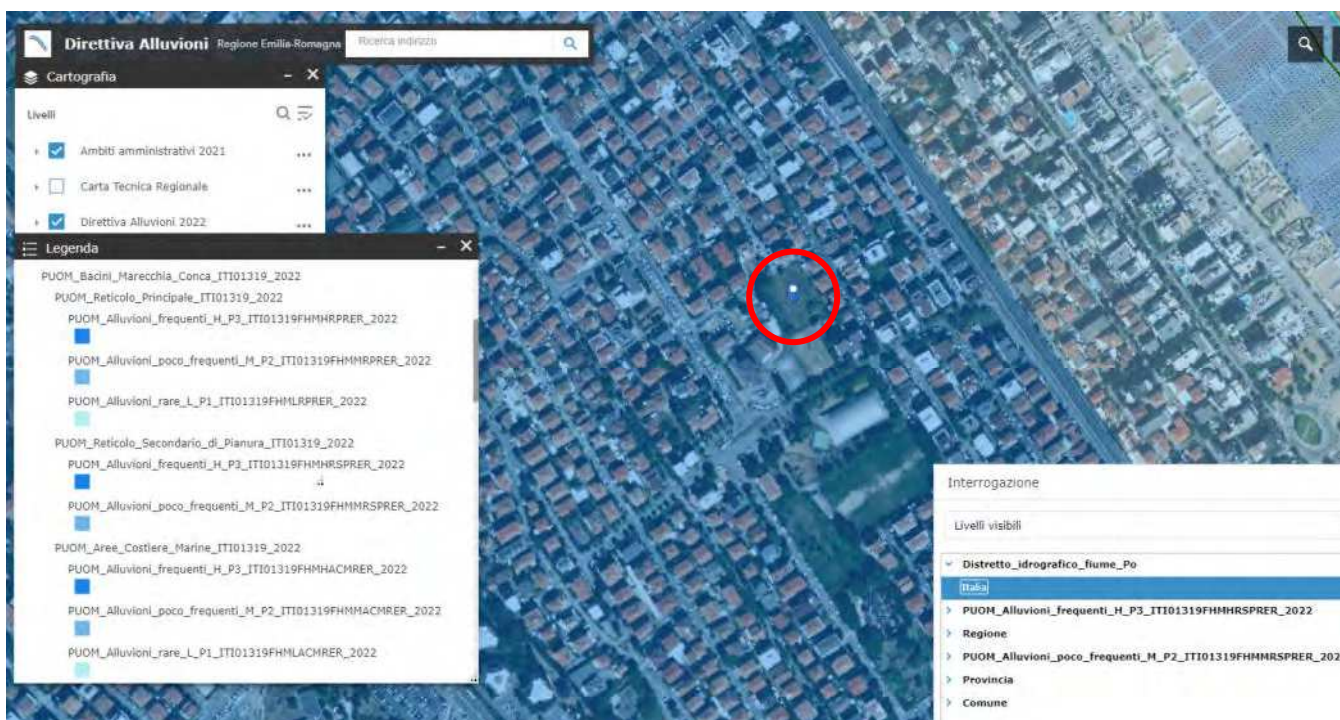 Direttiva Alluvioni Regione Emilia-Romagna Ricerca indirizzo
Cartografia
Livelli
Ambiti amministrativi 2021
Carta Tecnica Regionale
Direttiva Alluvioni 2022
Legenda
PUOM_Bacini_Marecchia_Conca_ITI01319_2022
PUOM_Reticolo_Principale_ITI01319_2022
PUOM_Alluvioni_frequenti_H_P3_ITI01319FHMHRPRER_2022
PUOM_Alluvioni_poco_frequenti_M_P2_ITI01319FHMMRPRER_2022
PUOM_Alluvioni_rare_L_P1_ITI01319FHMLRPRER_2022
PUOM_Reticolo_Secondario_di_Pianura_ITI01319_2022
PUOM_Alluvioni_frequenti_H_P3_ITI01319FHMHRSPRER_2022
PUOM_Alluvioni_poco_frequenti_M_P2_ITI01319FHMMRSPRER_2022
PUOM_Aree_Costiere_Marine_ITI01319_2022
PUOM_Alluvioni_frequenti_H_P3_ITI01319FHMHACMRER_2022
PUOM_Alluvioni_poco_frequenti_M_P2_ITI01319FHMMACMRER_2022
PUOM_Alluvioni_rare_L_P1_ITI01319FHMLACMRER_2022
Interrogazione
Livelli visibili
Distretto_idrografico_fiume_Po
Italia
PUOM_Alluvioni_frequenti_H_P3_ITI01319FHMHRSPRER_2022
Regione
PUOM_Alluvioni_poco_frequenti_M_P2_ITI01319FHMMRSPRER_202
Provincia
Comune